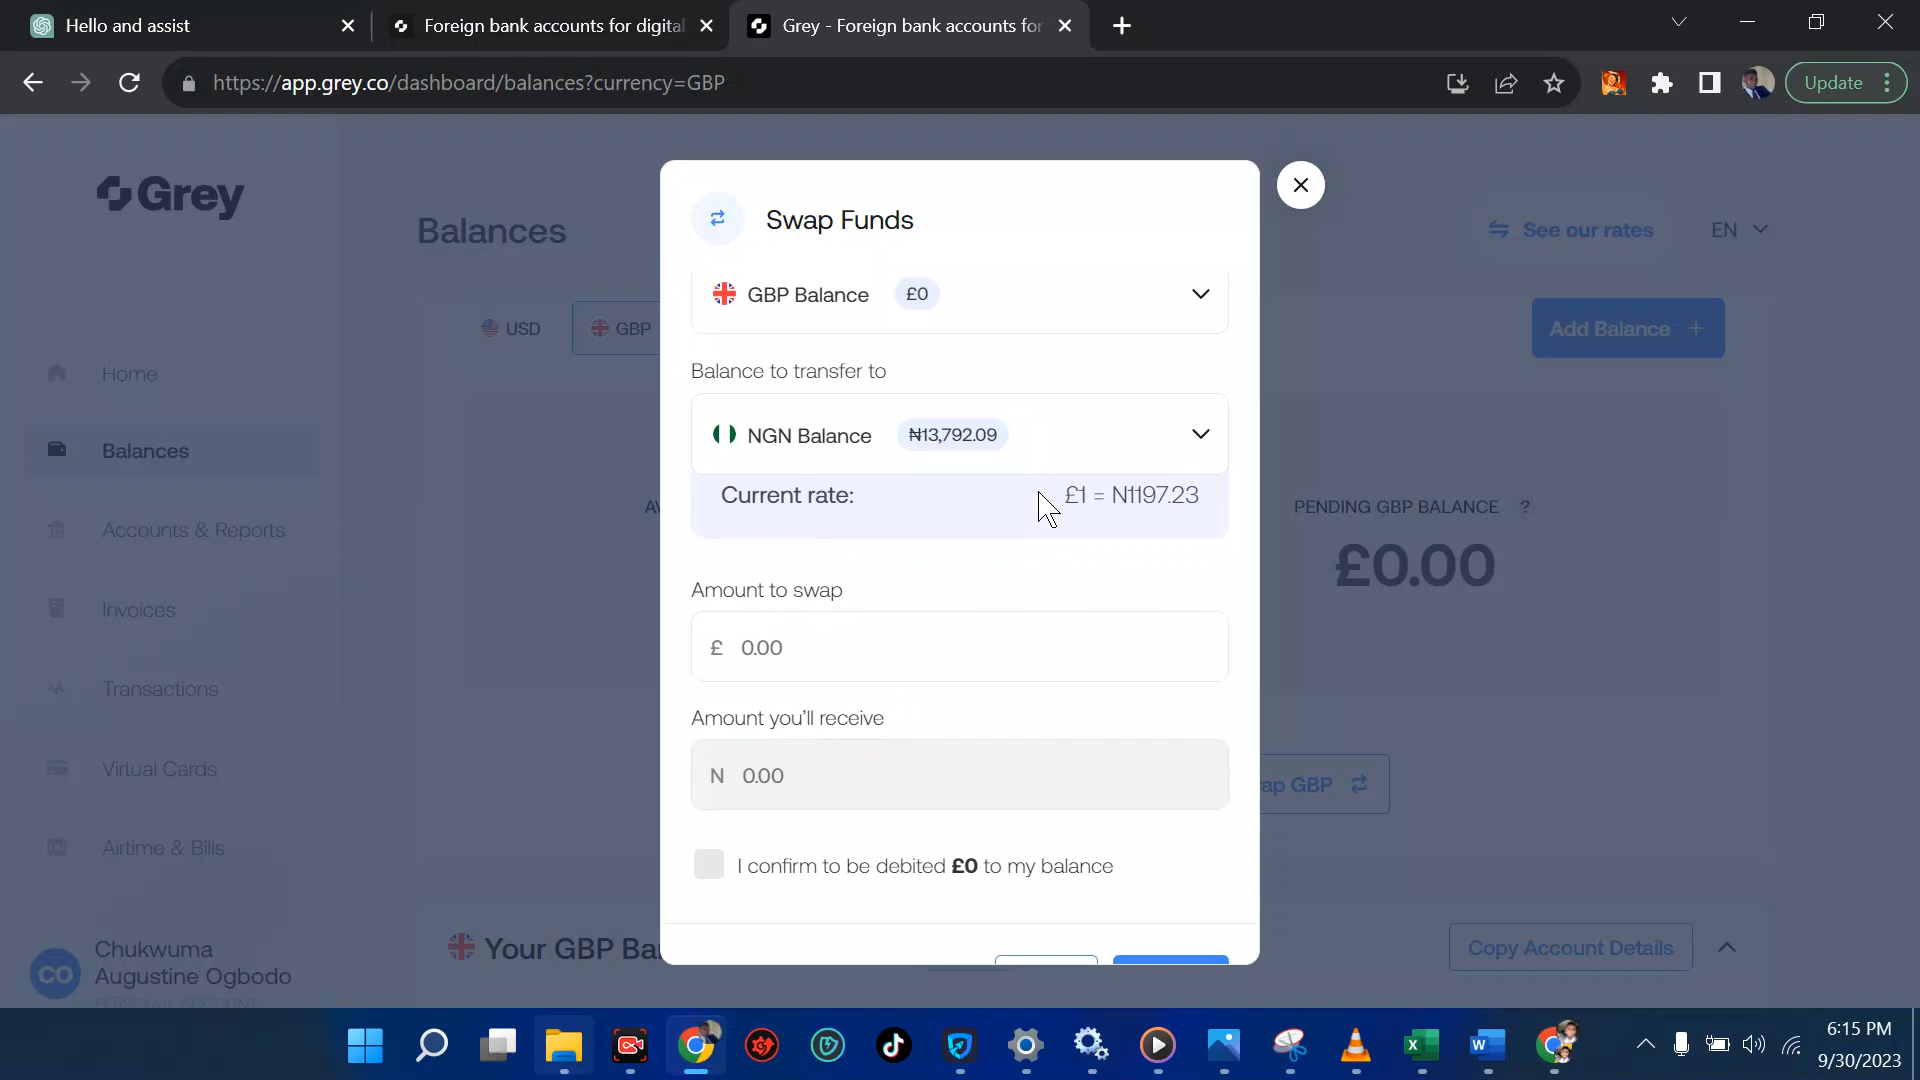 Hello and assist
Foreign bank accounts for digital
Grey - Foreign bank accounts for
https://app.grey.co/dashboard/balances?currency=GBP
Update
Grey
Home
Balances
Accounts & Reports
Invoices
Transactions
Virtual Cards
Airtime & Bills
CO
Chukwuma
Augustine Ogbodo
PERSONAL ACCOUNT
Balances
See our rates
EN
USD
GBP
Add Balance +
AV
PENDING GBP BALANCE ?
£0.00
ap GBP
Your GBP Ba
Copy Account Details
Swap Funds
GBP Balance £0
Balance to transfer to
NGN Balance ₦13,792.09
Current rate: £1 = N1197.23
Amount to swap
£ 0.00
Amount you'll receive
N 0.00
I confirm to be debited £0 to my balance
6:15 PM
9/30/2023